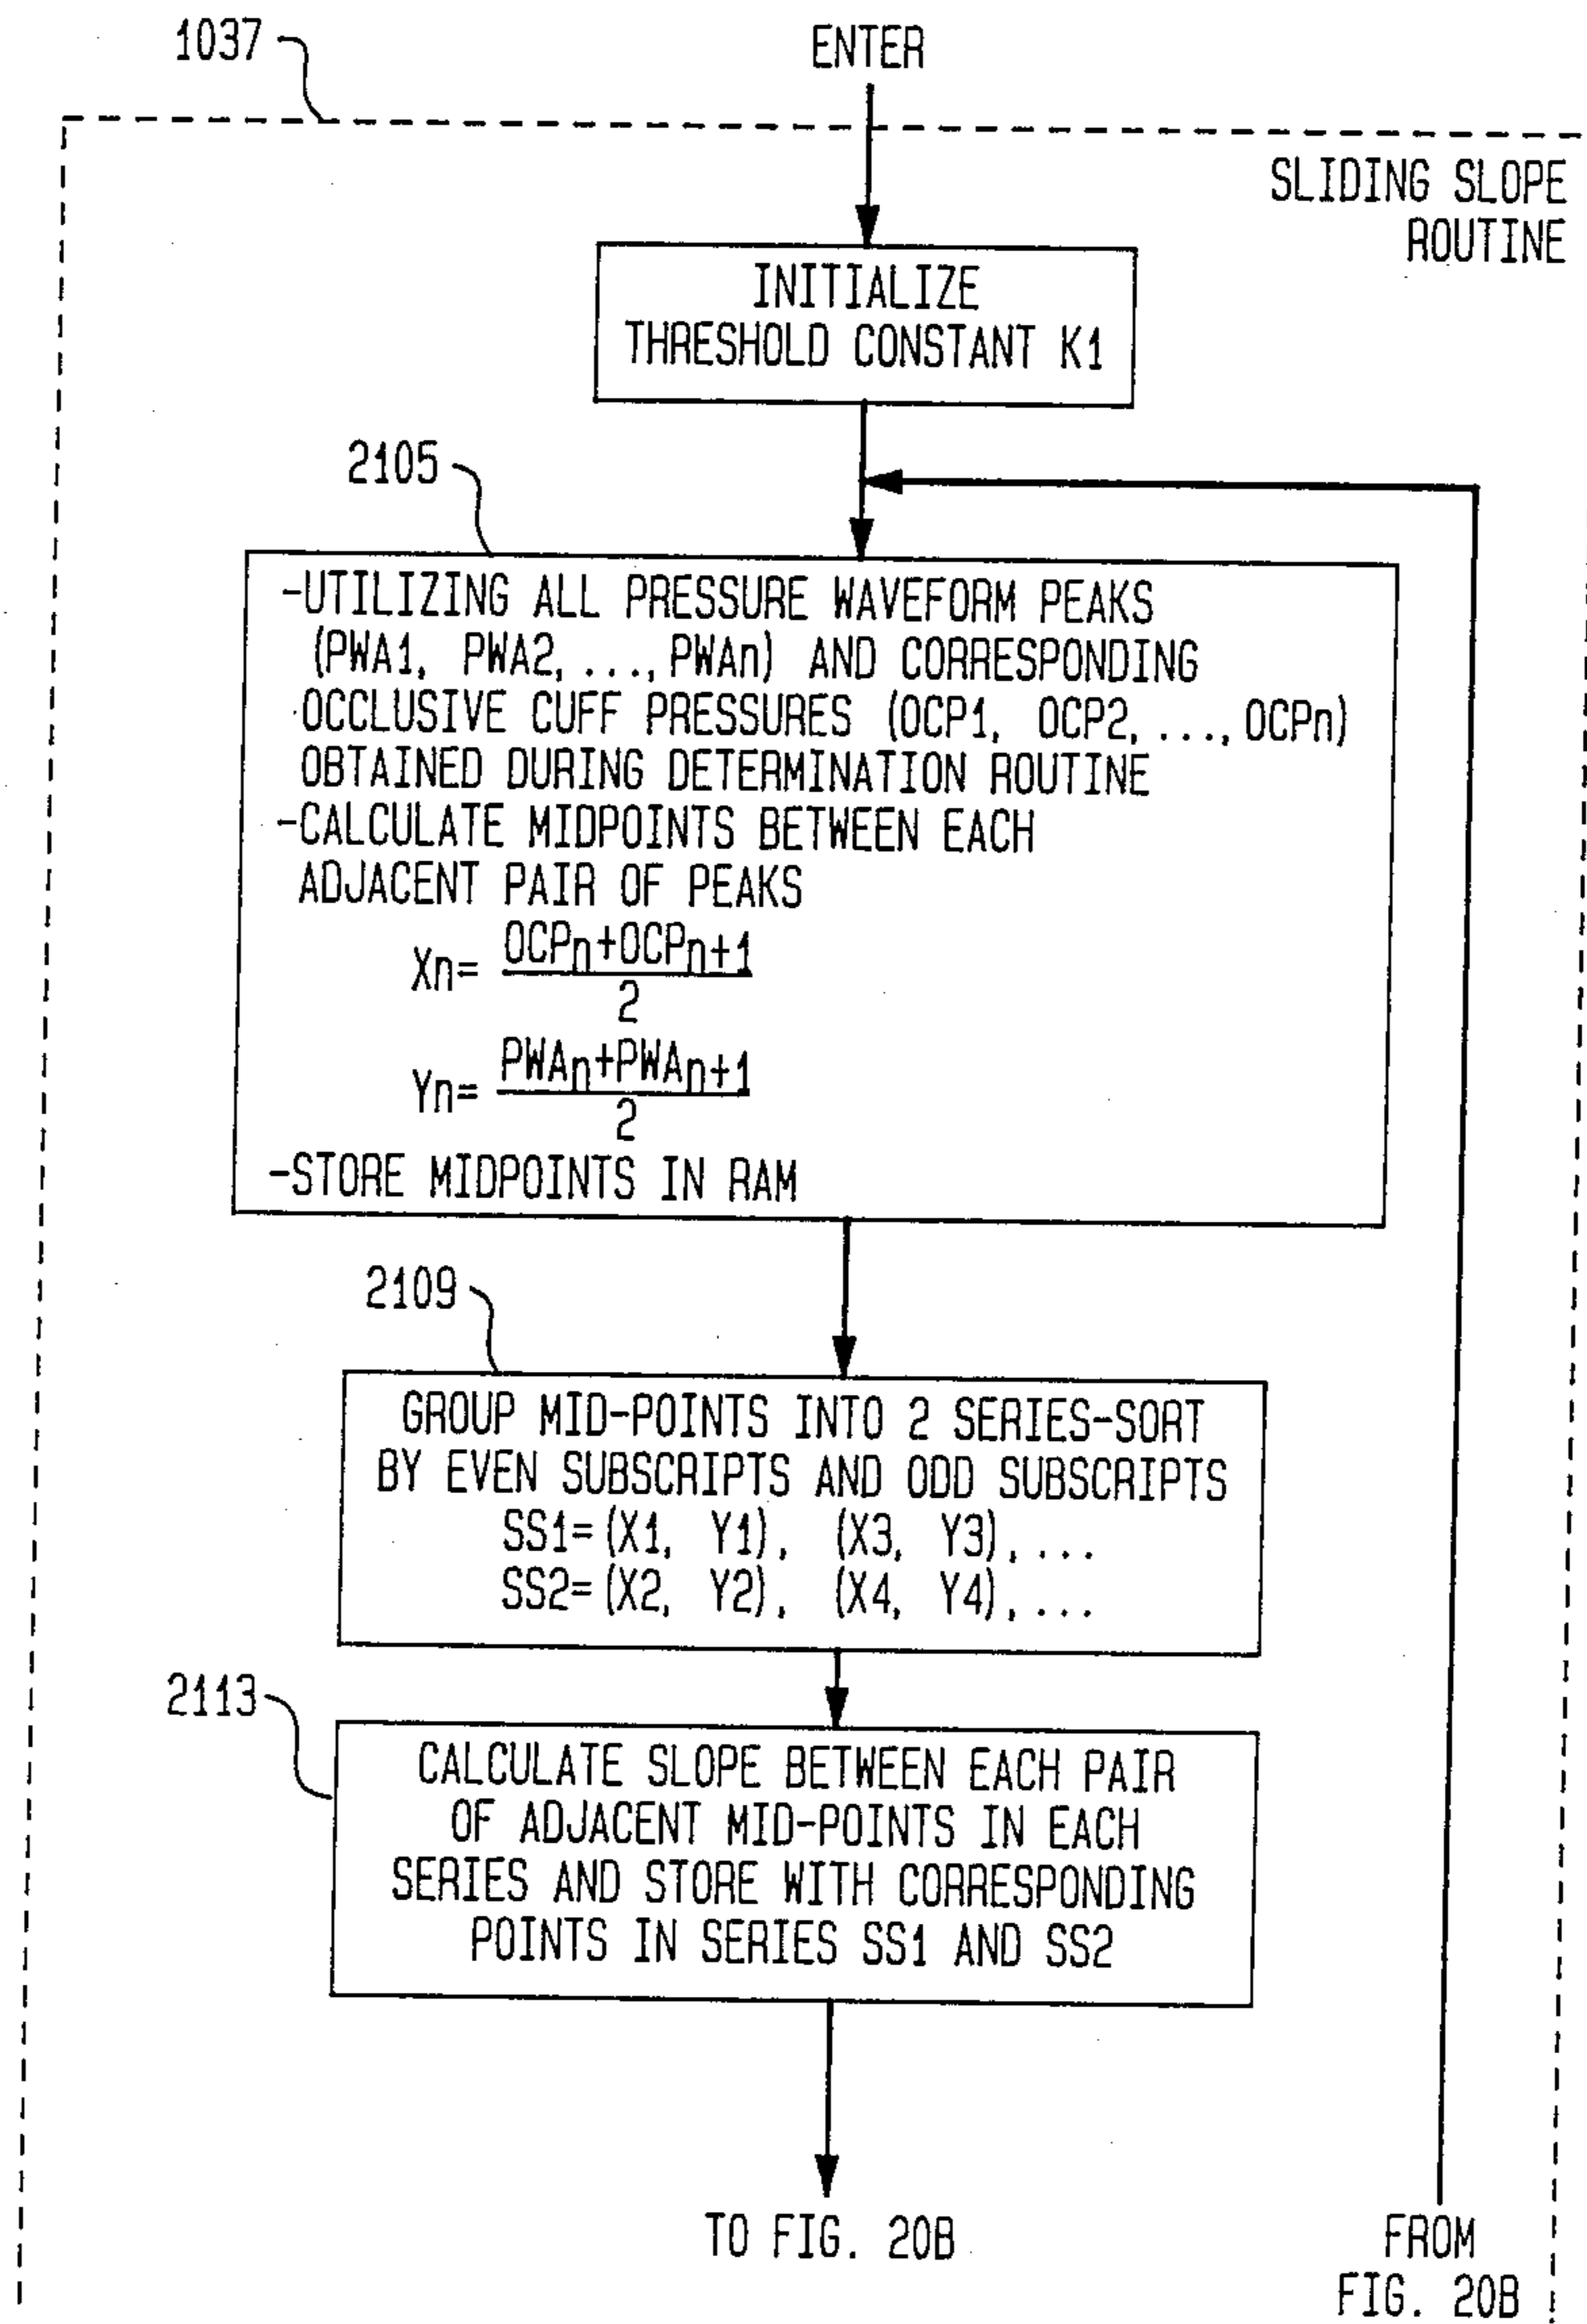 1037
ENTER
SLIDING SLOPE
ROUTINE
INITIALIZE
THRESHOLD CONSTANT K1
2105
-UTILIZING ALL PRESSURE WAVEFORM PEAKS
(PWA1, PWA2, ..., PWAn) AND CORRESPONDING
OCCLUSIVE CUFF PRESSURES (OCP1, OCP2, ..., OCPn)
OBTAINED DURING DETERMINATION ROUTINE
-CALCULATE MIDPOINTS BETWEEN EACH
ADJACENT PAIR OF PEAKS
Xn= OCPn+OCPn+1
2
Yn= PWAn+PWAn+1
2
-STORE MIDPOINTS IN RAM
2109
GROUP MID-POINTS INTO 2 SERIES-SORT
BY EVEN SUBSCRIPTS AND ODD SUBSCRIPTS
SS1=(X1, Y1), (X3, Y3), ...
SS2=(X2, Y2), (X4, Y4), ...
2113
CALCULATE SLOPE BETWEEN EACH PAIR
OF ADJACENT MID-POINTS IN EACH
SERIES AND STORE WITH CORRESPONDING
POINTS IN SERIES SS1 AND SS2
TO FIG. 20B
FROM
FIG. 20B